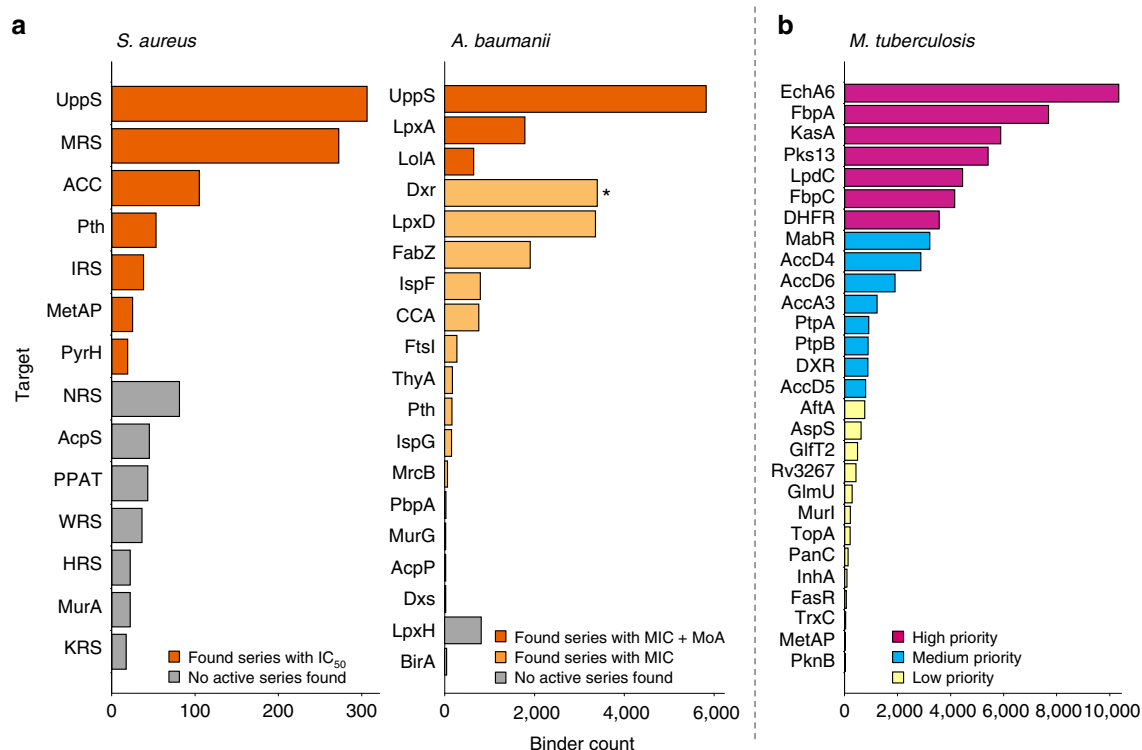 a
S. aureus
A. baumanii
b
M. tuberculosis
Target
UppS
MRS
ACC
Pth
IRS
MetAP
PyrH
NRS
AcpS
PPAT
WRS
HRS
MurA
KRS
Found series with IC50
No active series found
0
100
200
300
UppS
LpxA
LolA
Dxr
*
LpxD
FabZ
IspF
CCA
FtsI
ThyA
Pth
IspG
MrcB
PbpA
MurG
AcpP
Dxs
LpxH
BirA
Found series with MIC + MoA
Found series with MIC
No active series found
0
2,000
4,000
6,000
Binder count
EchA6
FbpA
KasA
Pks13
LpdC
FbpC
DHFR
MabR
AccD4
AccD6
AccA3
PtpA
PtpB
DXR
AccD5
AftA
AspS
GlfT2
Rv3267
GlmU
MurI
TopA
PanC
InhA
FasR
TrxC
MetAP
PknB
High priority
Medium priority
Low priority
0
2,000
4,000
6,000
8,000
10,000